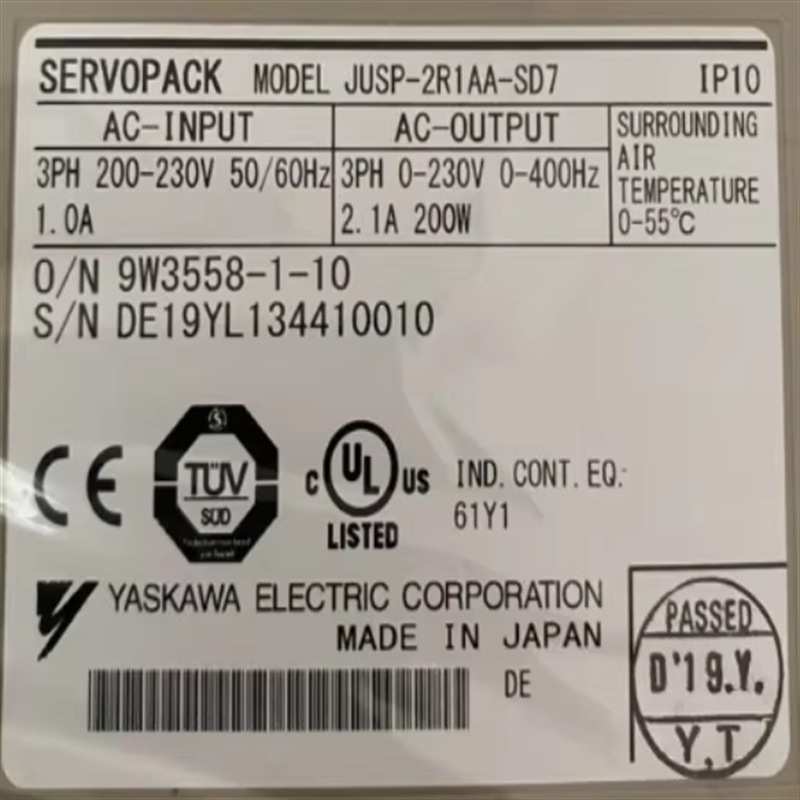 SERVOPACK MODEL JUSP-2R1AA-SD7 IP10
AC-INPUT
3PH 200-230V 50/60Hz
1.0A
AC-OUTPUT
3PH 0-230V 0-400Hz
2.1A 200W
SURROUNDING
AIR
TEMPERATURE
0-55℃
O/N 9W3558-1-10
S/N DE19YL134410010
CE
TÜV
SÜD
C UL US
LISTED
IND. CONT. EQ.
61Y1
YASKAWA ELECTRIC CORPORATION
MADE IN JAPAN
DE
PASSED
D'19.Y.
Y,T